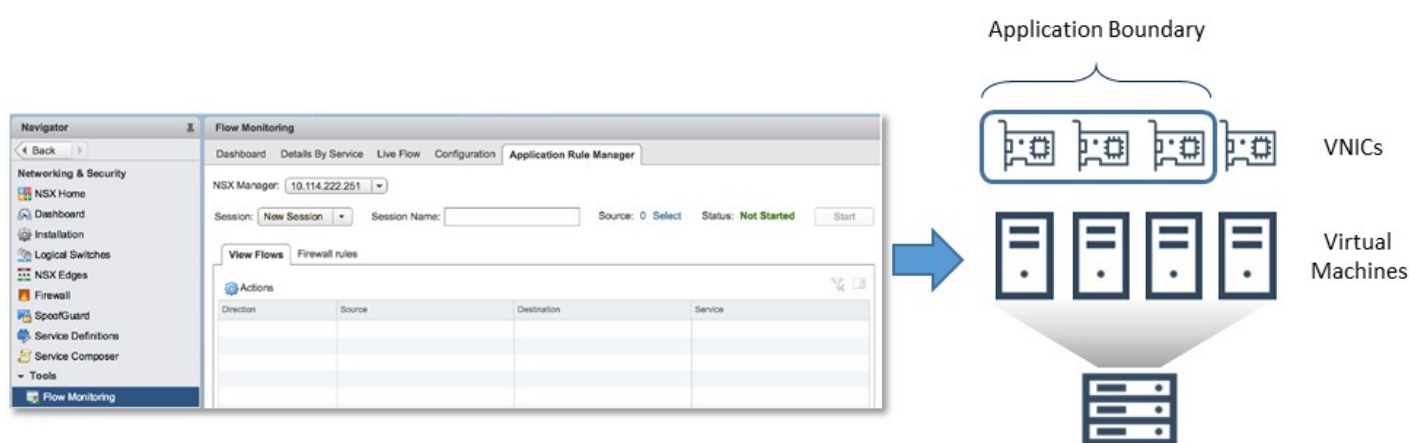 Application Boundary
VNICs
Virtual
Machines
Navigator
Back
Networking & Security
NSX Home
Dashboard
Installation
Logical Switches
NSX Edges
Firewall
SpoofGuard
Service Definitions
Service Composer
Tools
Flow Monitoring
Flow Monitoring
Dashboard Details By Service Live Flow Configuration Application Rule Manager
NSX Manager: 10.114.222.251
Session: New Session Session Name: Source: 0 Select Status: Not Started Start
View Flows Firewall rules
Actions
Direction Source Destination Service